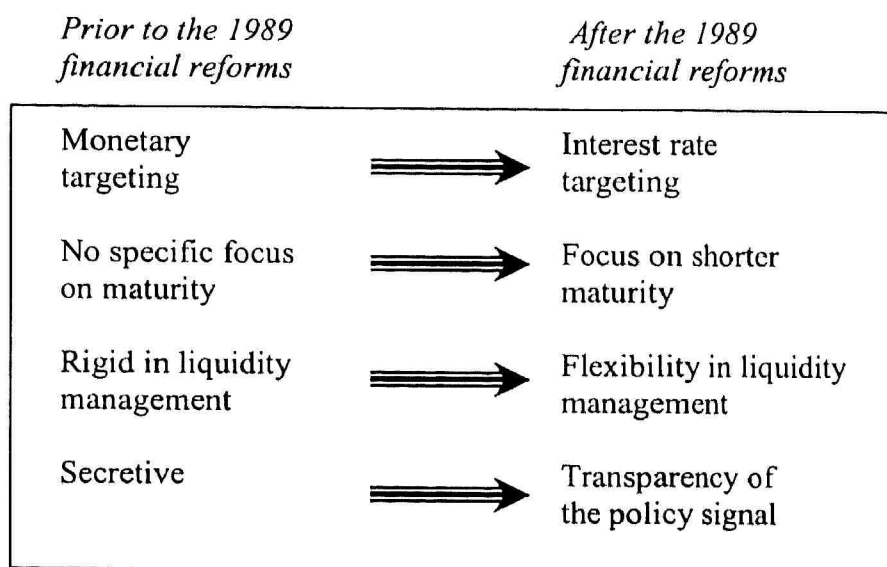 Prior to the 1989
financial reforms
After the 1989
financial reforms
Monetary
targeting
Interest rate
targeting
No specific focus
on maturity
Focus on shorter
maturity
Rigid in liquidity
management
Flexibility in liquidity
management
Secretive
Transparency of
the policy signal